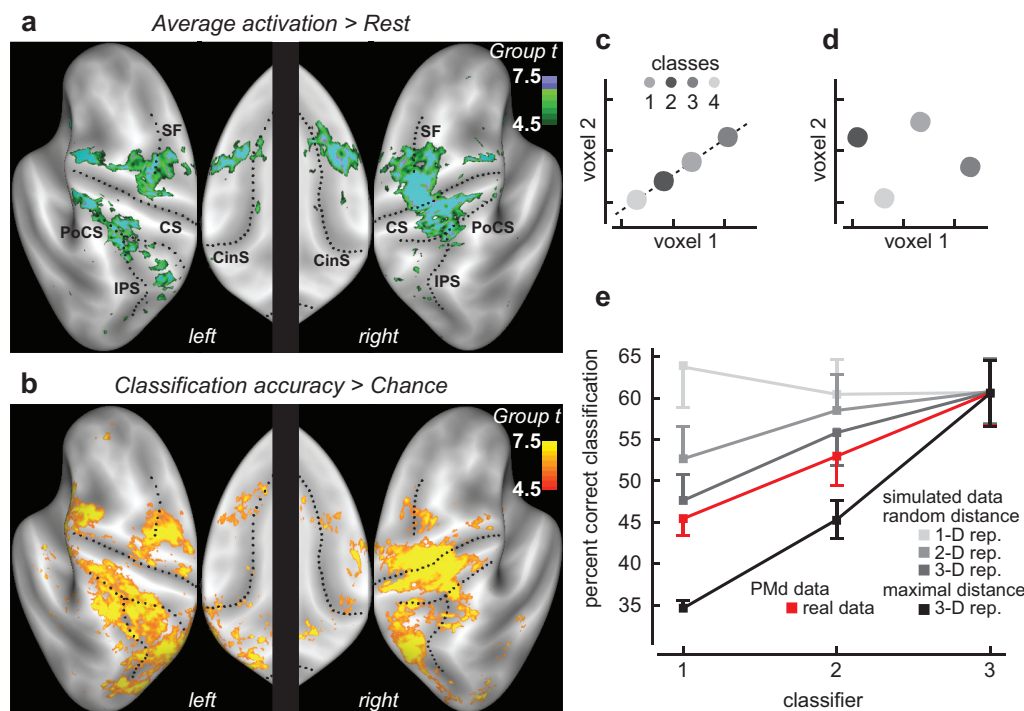 a
Average activation > Rest
Group t
7.5
4.5
SF
SF
PoCS
CS
CinS
CinS
CS
PoCS
IPS
IPS
left
right
b
Classification accuracy > Chance
Group t
7.5
4.5
left
right
c
classes
1 2 3 4
voxel 2
voxel 1
d
voxel 2
voxel 1
e
percent correct classification
65
60
55
50
45
40
35
simulated data
random distance
1-D rep.
2-D rep.
3-D rep.
maximal distance
3-D rep.
PMd data
real data
1 2 3
classifier